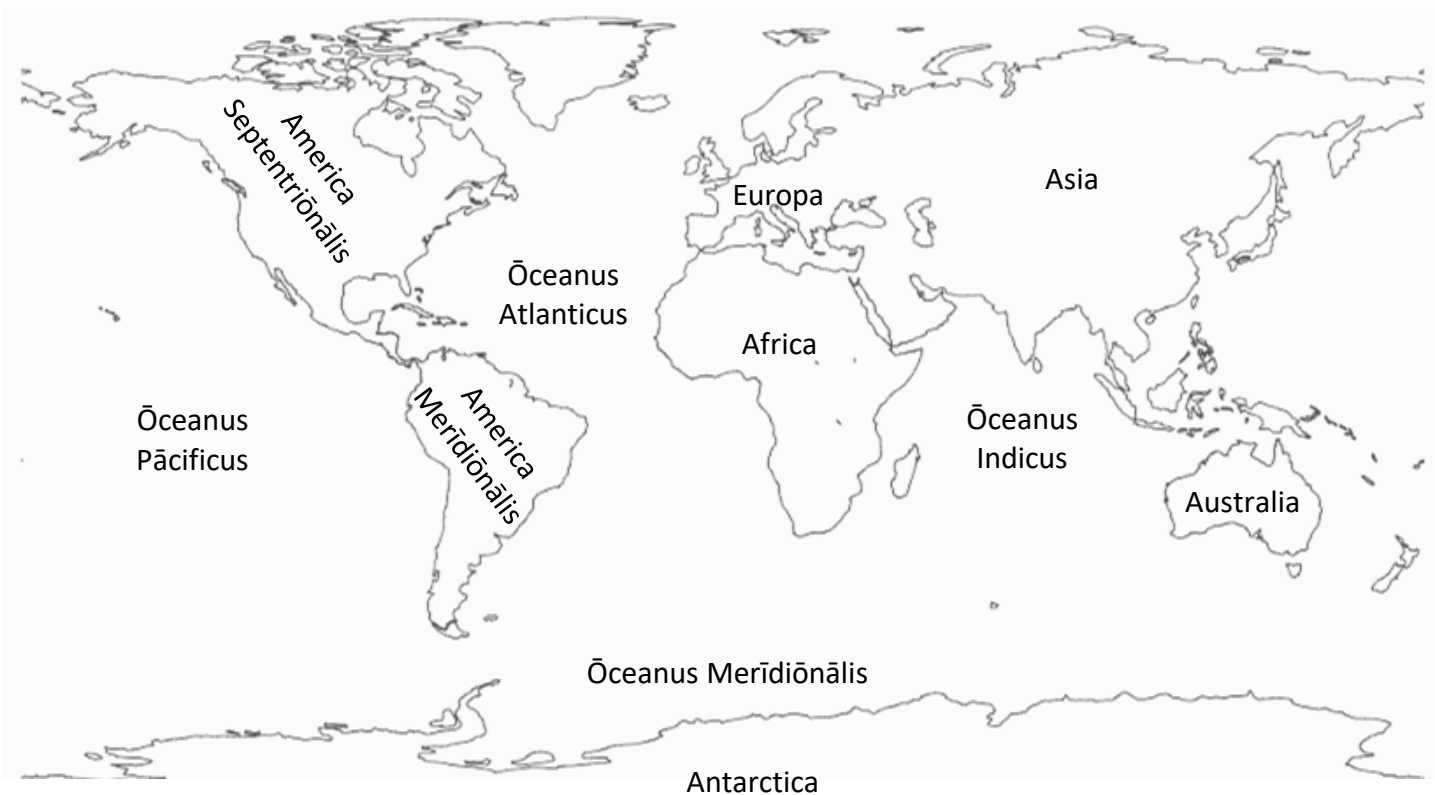 America
Septentriōnālis
Europa
Asia
Ōceanus
Atlanticus
Africa
America
Merīdiōnālis
Ōceanus
Pācificus
Ōceanus
Indicus
Australia
Ōceanus Merīdiōnālis
Antarctica